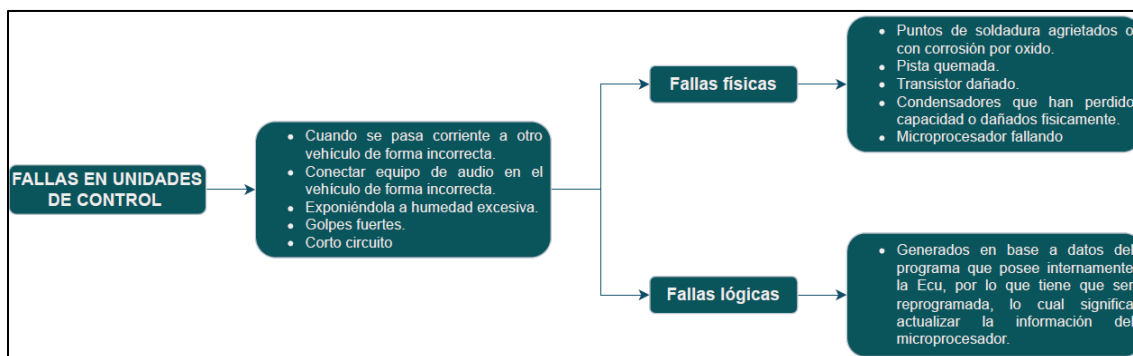 FALLAS EN UNIDADES
DE CONTROL
• Cuando se pasa corriente a otro
vehículo de forma incorrecta.
• Conectar equipo de audio en el
vehículo de forma incorrecta.
• Exponiéndola a humedad excesiva.
• Golpes fuertes.
• Corto circuito
Fallas físicas
• Puntos de soldadura agrietados o
con corrosión por oxido.
• Pista quemada.
• Transistor dañado.
• Condensadores que han perdido
capacidad o dañados fisicamente.
• Microprocesador fallando
Fallas lógicas
• Generados en base a datos del
programa que posee internamente
la Ecu, por lo que tiene que ser
reprogramada, lo cual significa
actualizar la información del
microprocesador.